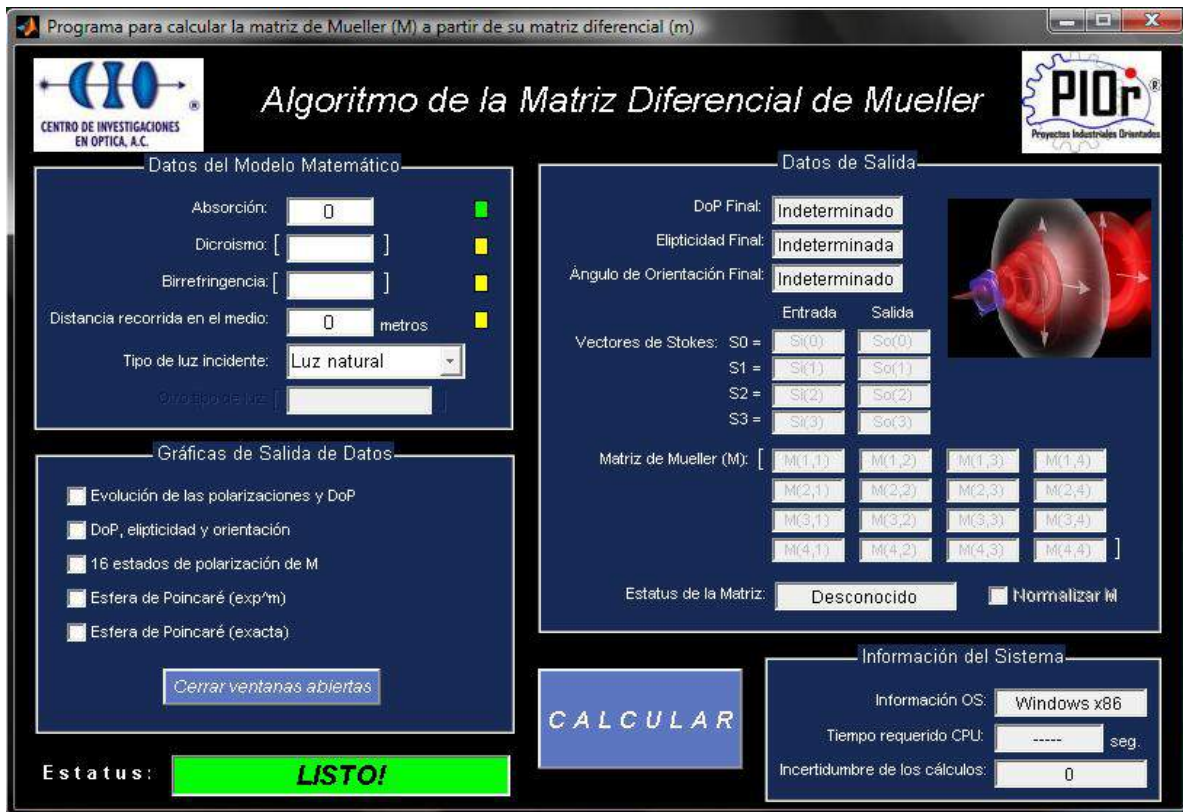 Programa para calcular la matriz de Mueller (M) a partir de su matriz diferencial (m)
CIO ®
CENTRO DE INVESTIGACIONES
EN OPTICA, A.C.
Algoritmo de la Matriz Diferencial de Mueller
PIOr ®
Proyectos Industriales Orientados
Datos del Modelo Matemático
Absorción: 0
Dicroismo: [ ]
Birrefringencia: [ ]
Distancia recorrida en el medio: 0 metros
Tipo de luz incidente: Luz natural
Otro tipo de luz: [ ]
Gráficas de Salida de Datos
Evolución de las polarizaciones y DoP
DoP, elipticidad y orientación
16 estados de polarización de M
Esfera de Poincaré (exp^m)
Esfera de Poincaré (exacta)
Cerrar ventanas abiertas
Estatus: LISTO!
Datos de Salida
DoP Final: Indeterminado
Elipticidad Final: Indeterminada
Ángulo de Orientación Final: Indeterminado
Entrada Salida
Vectores de Stokes: S0 = Si(0) So(0)
S1 = Si(1) So(1)
S2 = Si(2) So(2)
S3 = Si(3) So(3)
Matriz de Mueller (M): [ M(1,1) M(1,2) M(1,3) M(1,4)
M(2,1) M(2,2) M(2,3) M(2,4)
M(3,1) M(3,2) M(3,3) M(3,4)
M(4,1) M(4,2) M(4,3) M(4,4) ]
Estatus de la Matriz: Desconocido Normalizar M
CALCULAR
Información del Sistema
Información OS: Windows x86
Tiempo requerido CPU: ----- seg.
Incertidumbre de los cálculos: 0